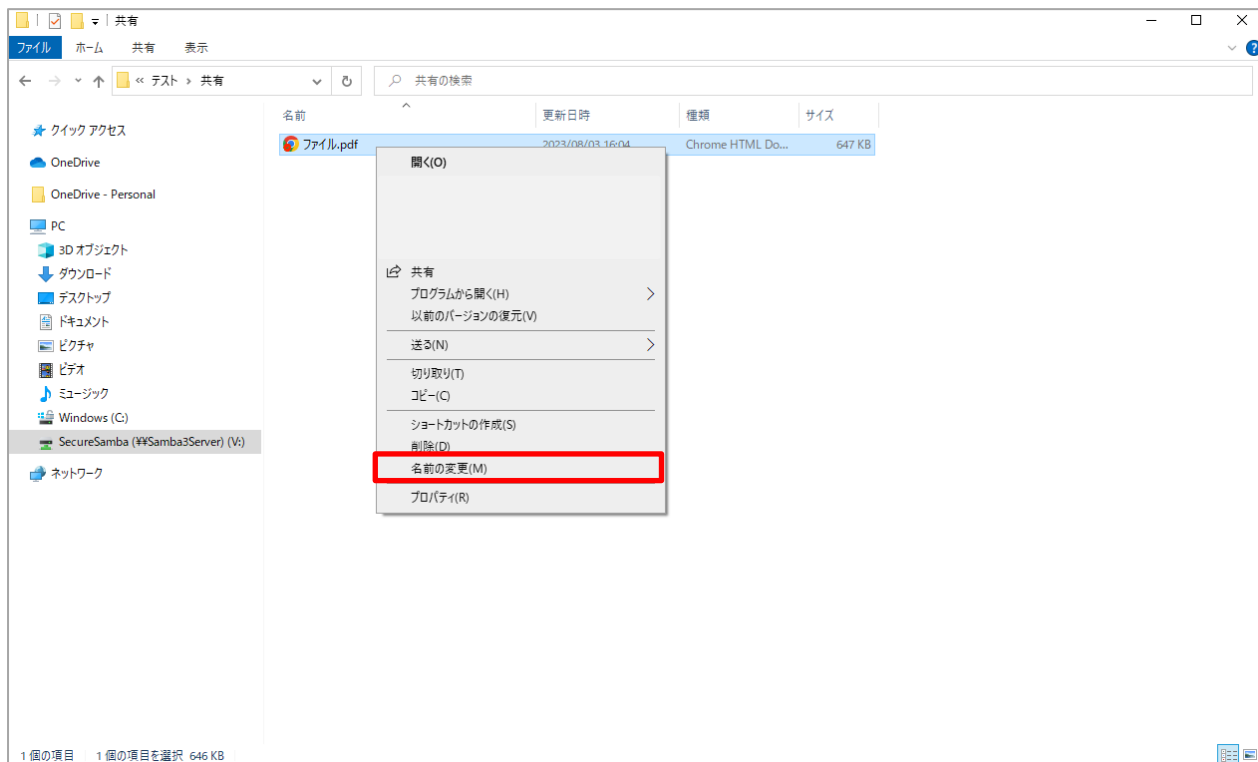 共有
ファイル ホーム 共有 表示
« テスト › 共有 共有の検索
名前 更新日時 種類 サイズ
クイック アクセス
OneDrive
OneDrive - Personal
PC
3D オブジェクト
ダウンロード
デスクトップ
ドキュメント
ピクチャ
ビデオ
ミュージック
Windows (C:)
SecureSamba (¥¥Samba3Server) (V:)
ネットワーク
ファイル.pdf 2023/08/03 16:04 Chrome HTML Do... 647 KB
開く(O)
共有
プログラムから開く(H)
以前のバージョンの復元(V)
送る(N)
切り取り(T)
コピー(C)
ショートカットの作成(S)
削除(D)
名前の変更(M)
プロパティ(R)
1 個の項目 1 個の項目を選択 646 KB